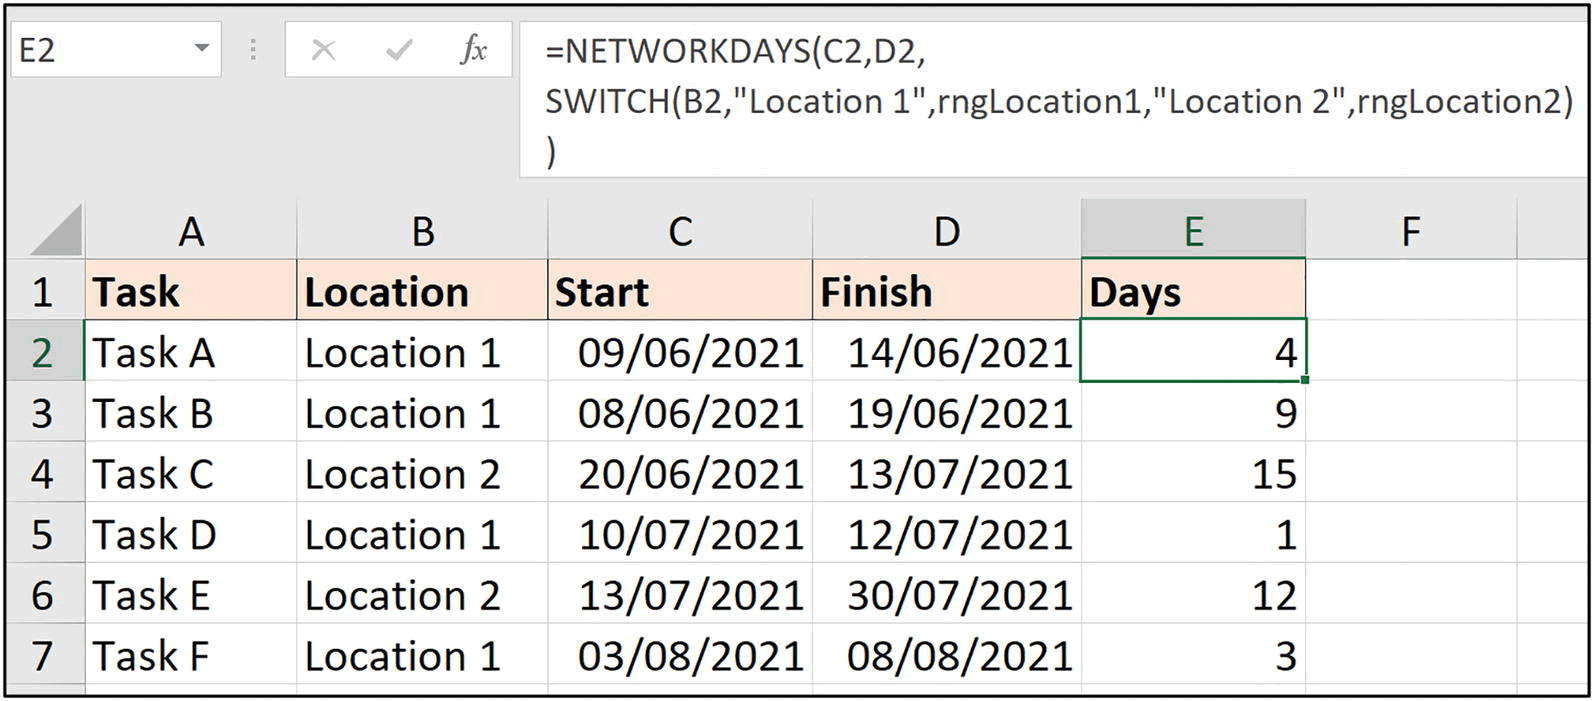 E2 fx =NETWORKDAYS(C2,D2,
SWITCH(B2,"Location 1",rngLocation1,"Location 2",rngLocation2)
)
A B C D E F
1 Task Location Start Finish Days
2 Task A Location 1 09/06/2021 14/06/2021 4
3 Task B Location 1 08/06/2021 19/06/2021 9
4 Task C Location 2 20/06/2021 13/07/2021 15
5 Task D Location 1 10/07/2021 12/07/2021 1
6 Task E Location 2 13/07/2021 30/07/2021 12
7 Task F Location 1 03/08/2021 08/08/2021 3